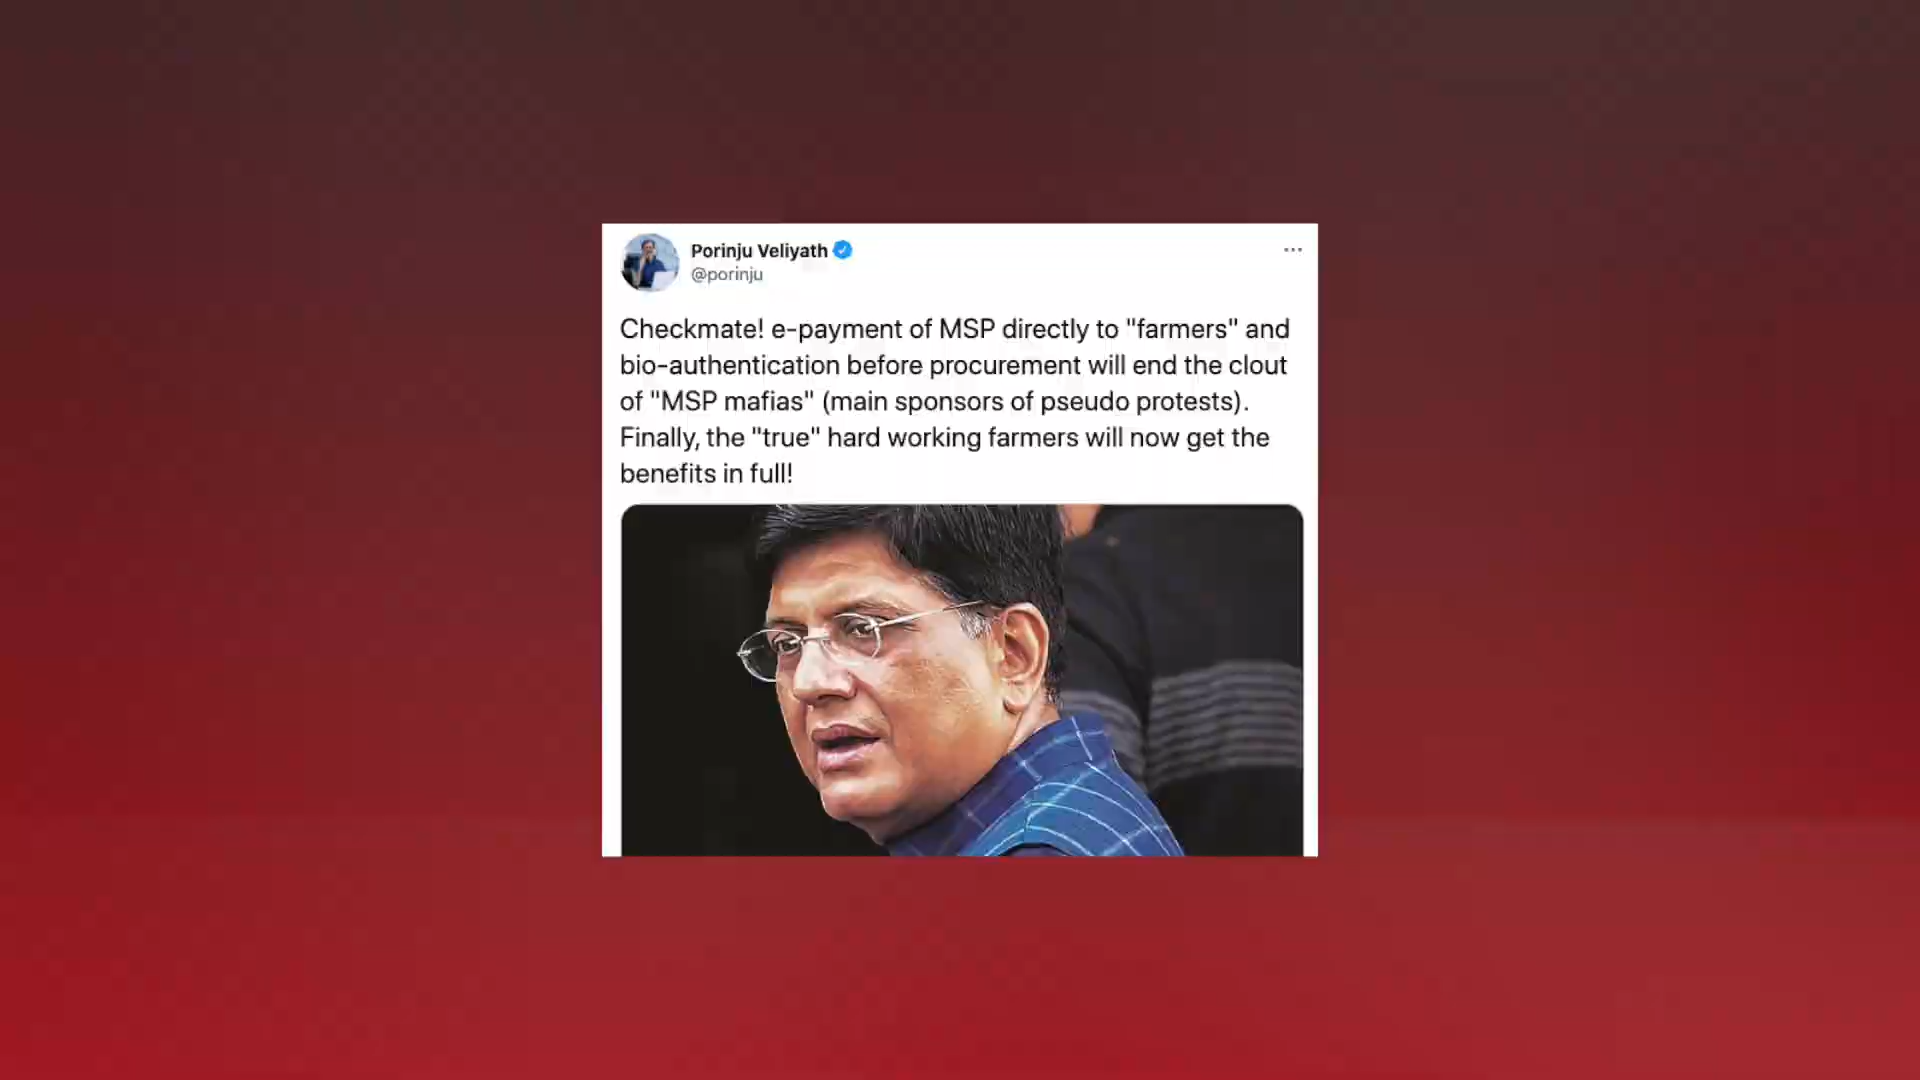 Porinju Veliyath
@porinju
Checkmate! e-payment of MSP directly to "farmers" and
bio-authentication before procurement will end the clout
of "MSP mafias" (main sponsors of pseudo protests).
Finally, the "true" hard working farmers will now get the
benefits in full!